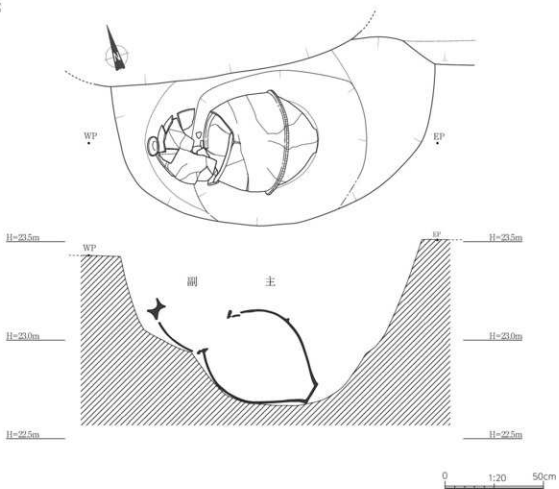 WP
EP
H=23.5m
H=23.5m
WP
EP
副 主
H=23.0m
H=23.0m
H=22.5m
H=22.5m
0 1:20 50cm